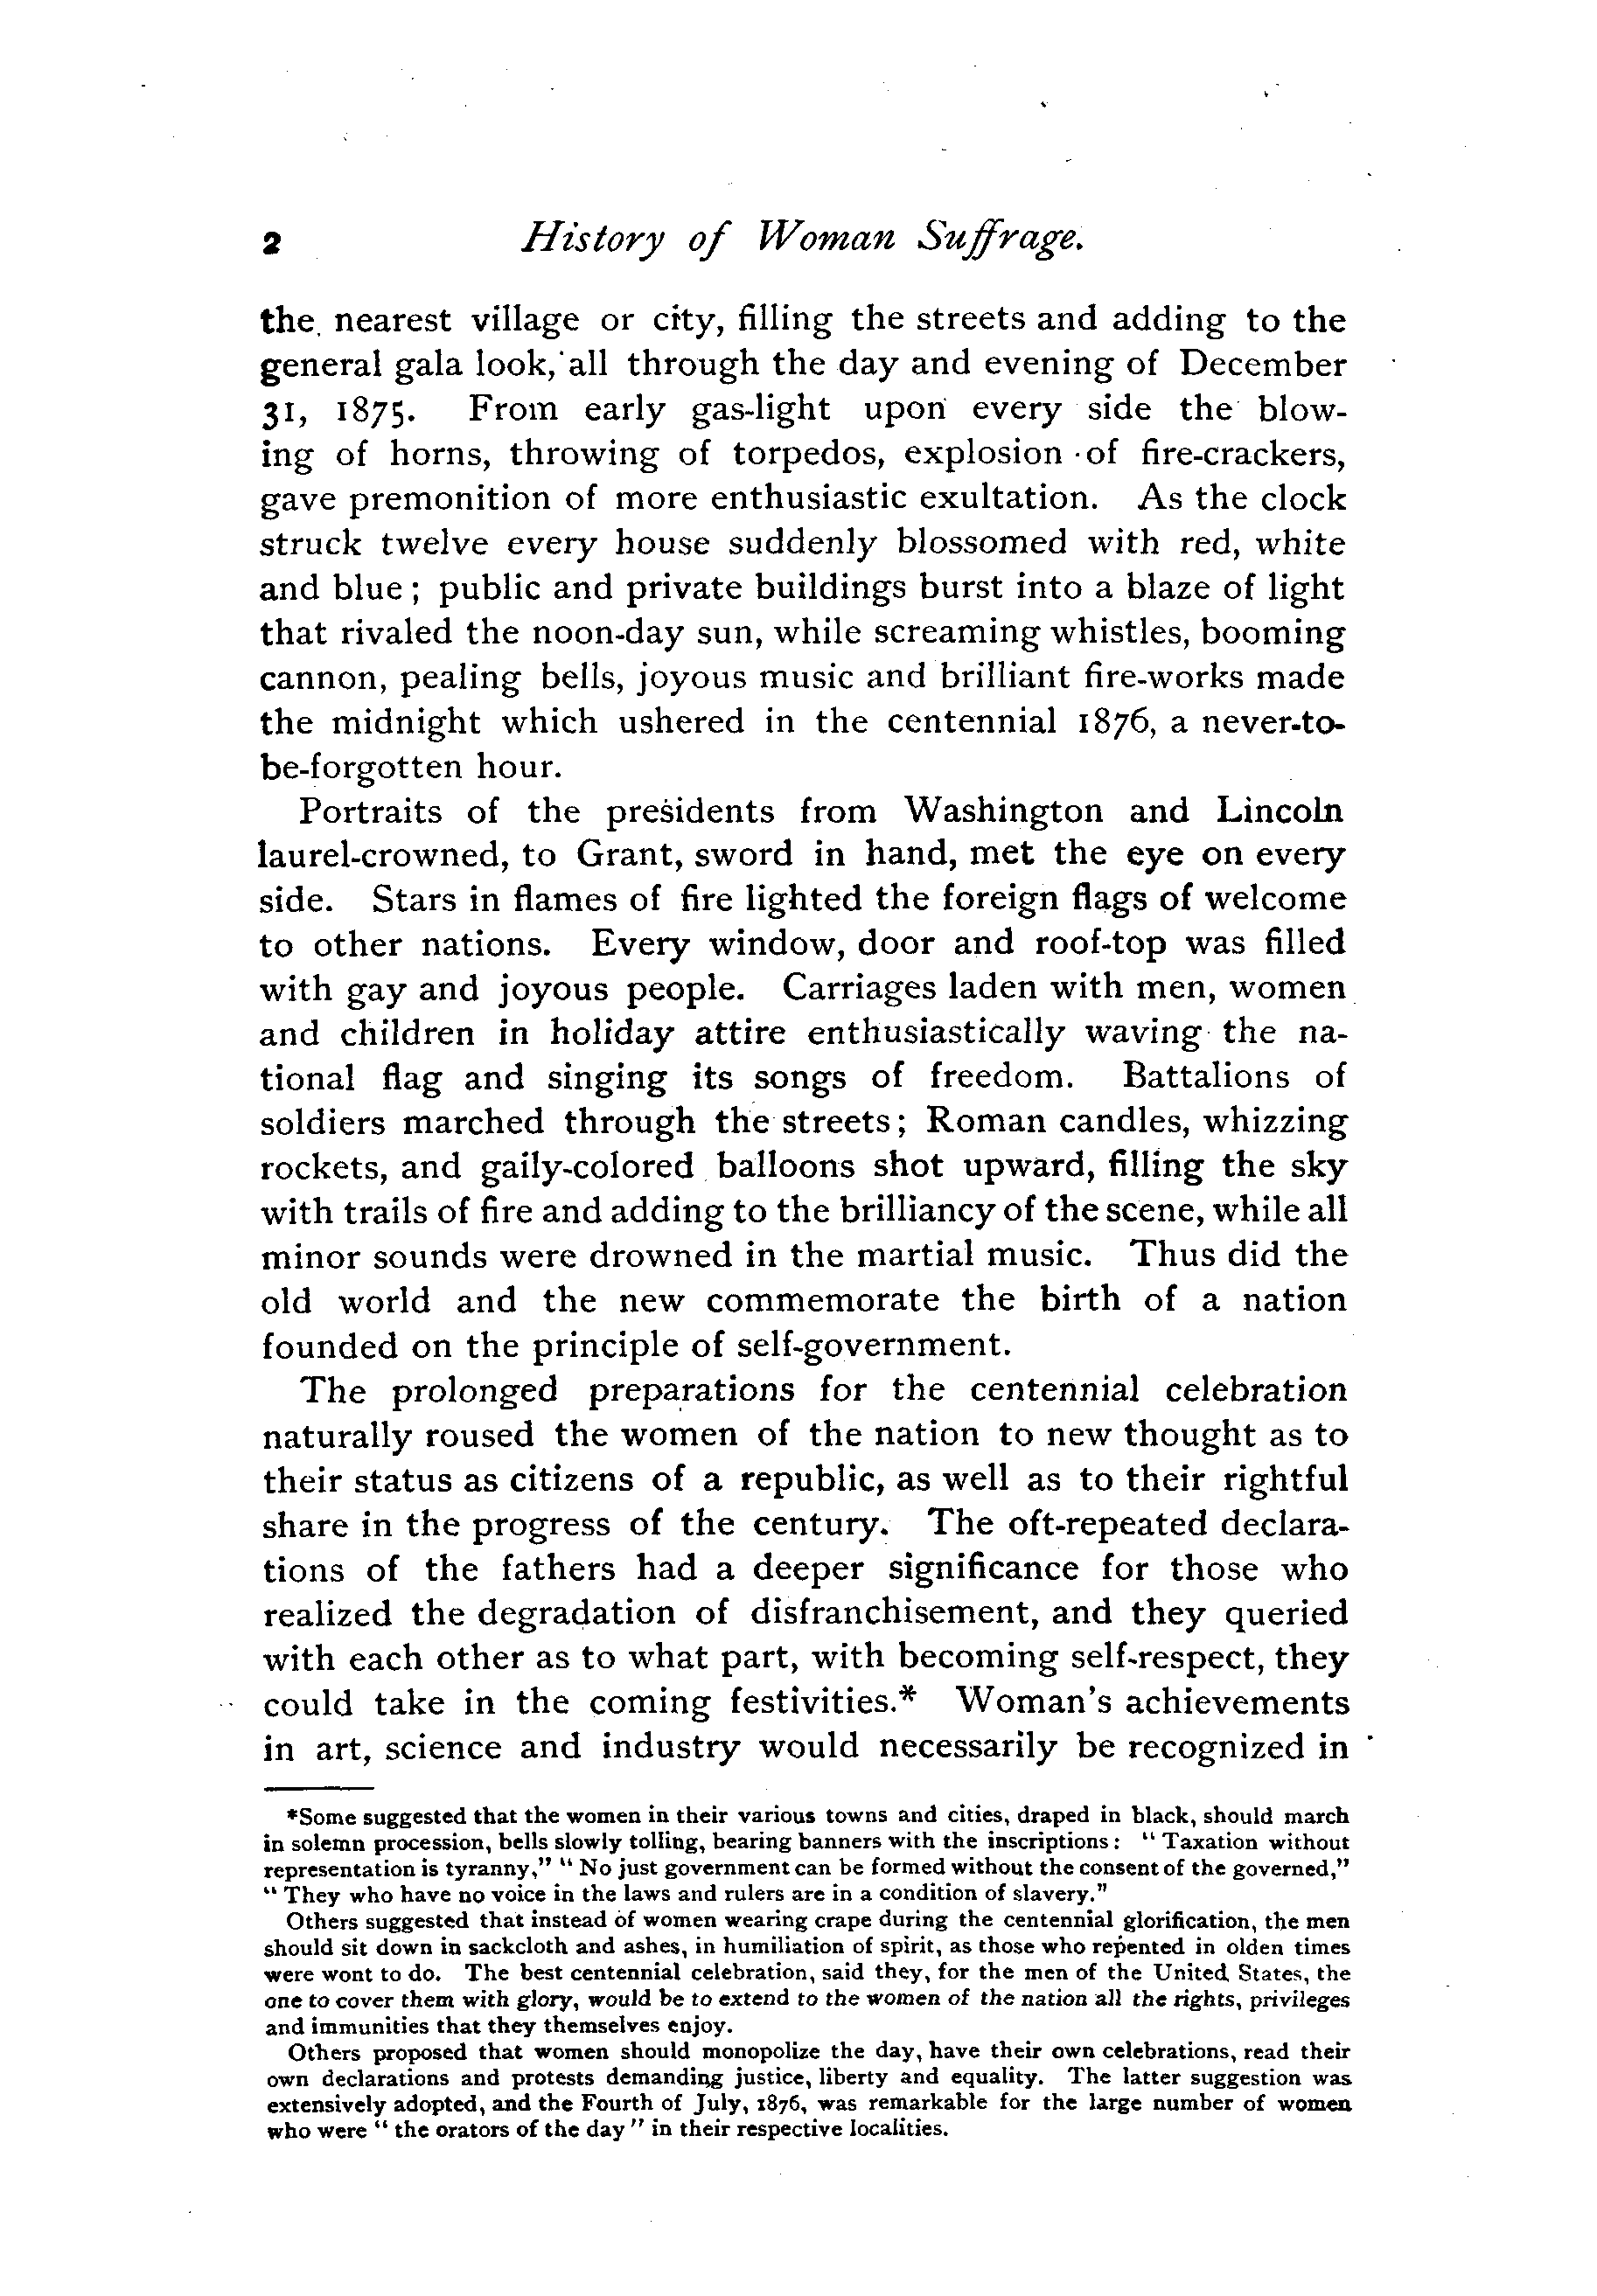 2 History of Woman Suffrage.
the nearest village or city, filling the streets and adding to the
general gala look, all through the day and evening of December
31, 1875. From early gas-light upon every side the blow-
ing of horns, throwing of torpedos, explosion of fire-crackers,
gave premonition of more enthusiastic exultation. As the clock
struck twelve every house suddenly blossomed with red, white
and blue; public and private buildings burst into a blaze of light
that rivaled the noon-day sun, while screaming whistles, booming
cannon, pealing bells, joyous music and brilliant fire-works made
the midnight which ushered in the centennial 1876, a never-to-
be-forgotten hour.
Portraits of the presidents from Washington and Lincoln
laurel-crowned, to Grant, sword in hand, met the eye on every
side. Stars in flames of fire lighted the foreign flags of welcome
to other nations. Every window, door and roof-top was filled
with gay and joyous people. Carriages laden with men, women
and children in holiday attire enthusiastically waving the na-
tional flag and singing its songs of freedom. Battalions of
soldiers marched through the streets; Roman candles, whizzing
rockets, and gaily-colored balloons shot upward, filling the sky
with trails of fire and adding to the brilliancy of the scene, while all
minor sounds were drowned in the martial music. Thus did the
old world and the new commemorate the birth of a nation
founded on the principle of self-government.
The prolonged preparations for the centennial celebration
naturally roused the women of the nation to new thought as to
their status as citizens of a republic, as well as to their rightful
share in the progress of the century. The oft-repeated declara-
tions of the fathers had a deeper significance for those who
realized the degradation of disfranchisement, and they queried
with each other as to what part, with becoming self-respect, they
could take in the coming festivities.* Woman's achievements
in art, science and industry would necessarily be recognized in
*Some suggested that the women in their various towns and cities, draped in black, should march
in solemn procession, bells slowly tolling, bearing banners with the inscriptions: "Taxation without
representation is tyranny," "No just government can be formed without the consent of the governed,"
"They who have no voice in the laws and rulers are in a condition of slavery."
Others suggested that instead of women wearing crape during the centennial glorification, the men
should sit down in sackcloth and ashes, in humiliation of spirit, as those who repented in olden times
were wont to do. The best centennial celebration, said they, for the men of the United States, the
one to cover them with glory, would be to extend to the women of the nation all the rights, privileges
and immunities that they themselves enjoy.
Others proposed that women should monopolize the day, have their own celebrations, read their
own declarations and protests demanding justice, liberty and equality. The latter suggestion was
extensively adopted, and the Fourth of July, 1876, was remarkable for the large number of women
who were "the orators of the day" in their respective localities.